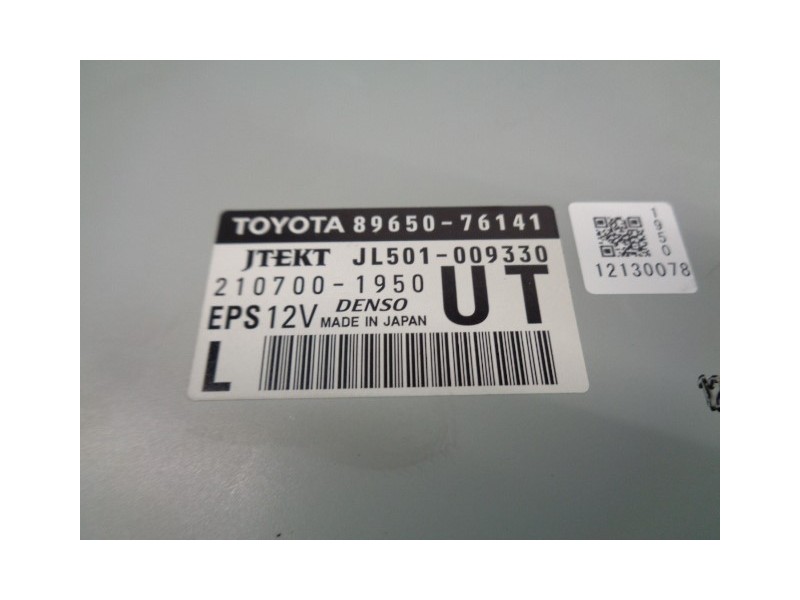 TOYOTA 89650-76141
JTEKT JL501-009330
210700-1950
UT
EPS 12V DENSO
MADE IN JAPAN
L
1950
12130078